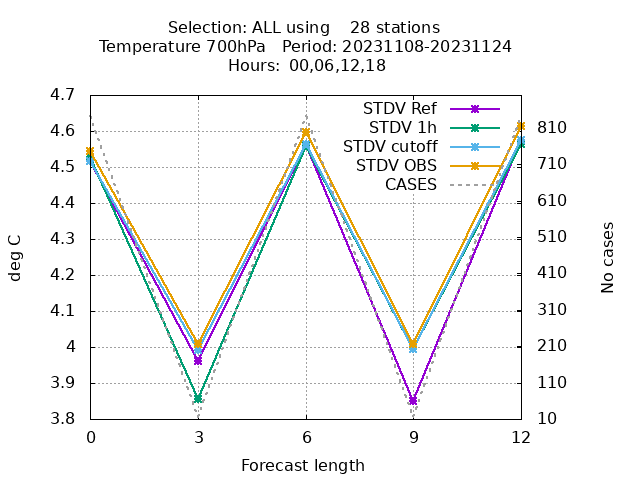 Selection: ALL using    28 stations
Temperature 700hPa   Period: 20231108-20231124
Hours: 00,06,12,18
4.7
4.6
4.5
4.4
4.3
4.2
4.1
4
3.9
3.8
deg C
STDV Ref
STDV 1h
STDV cutoff
STDV OBS
CASES
810
710
610
510
410
310
210
110
10
No cases
0
3
6
9
12
Forecast length